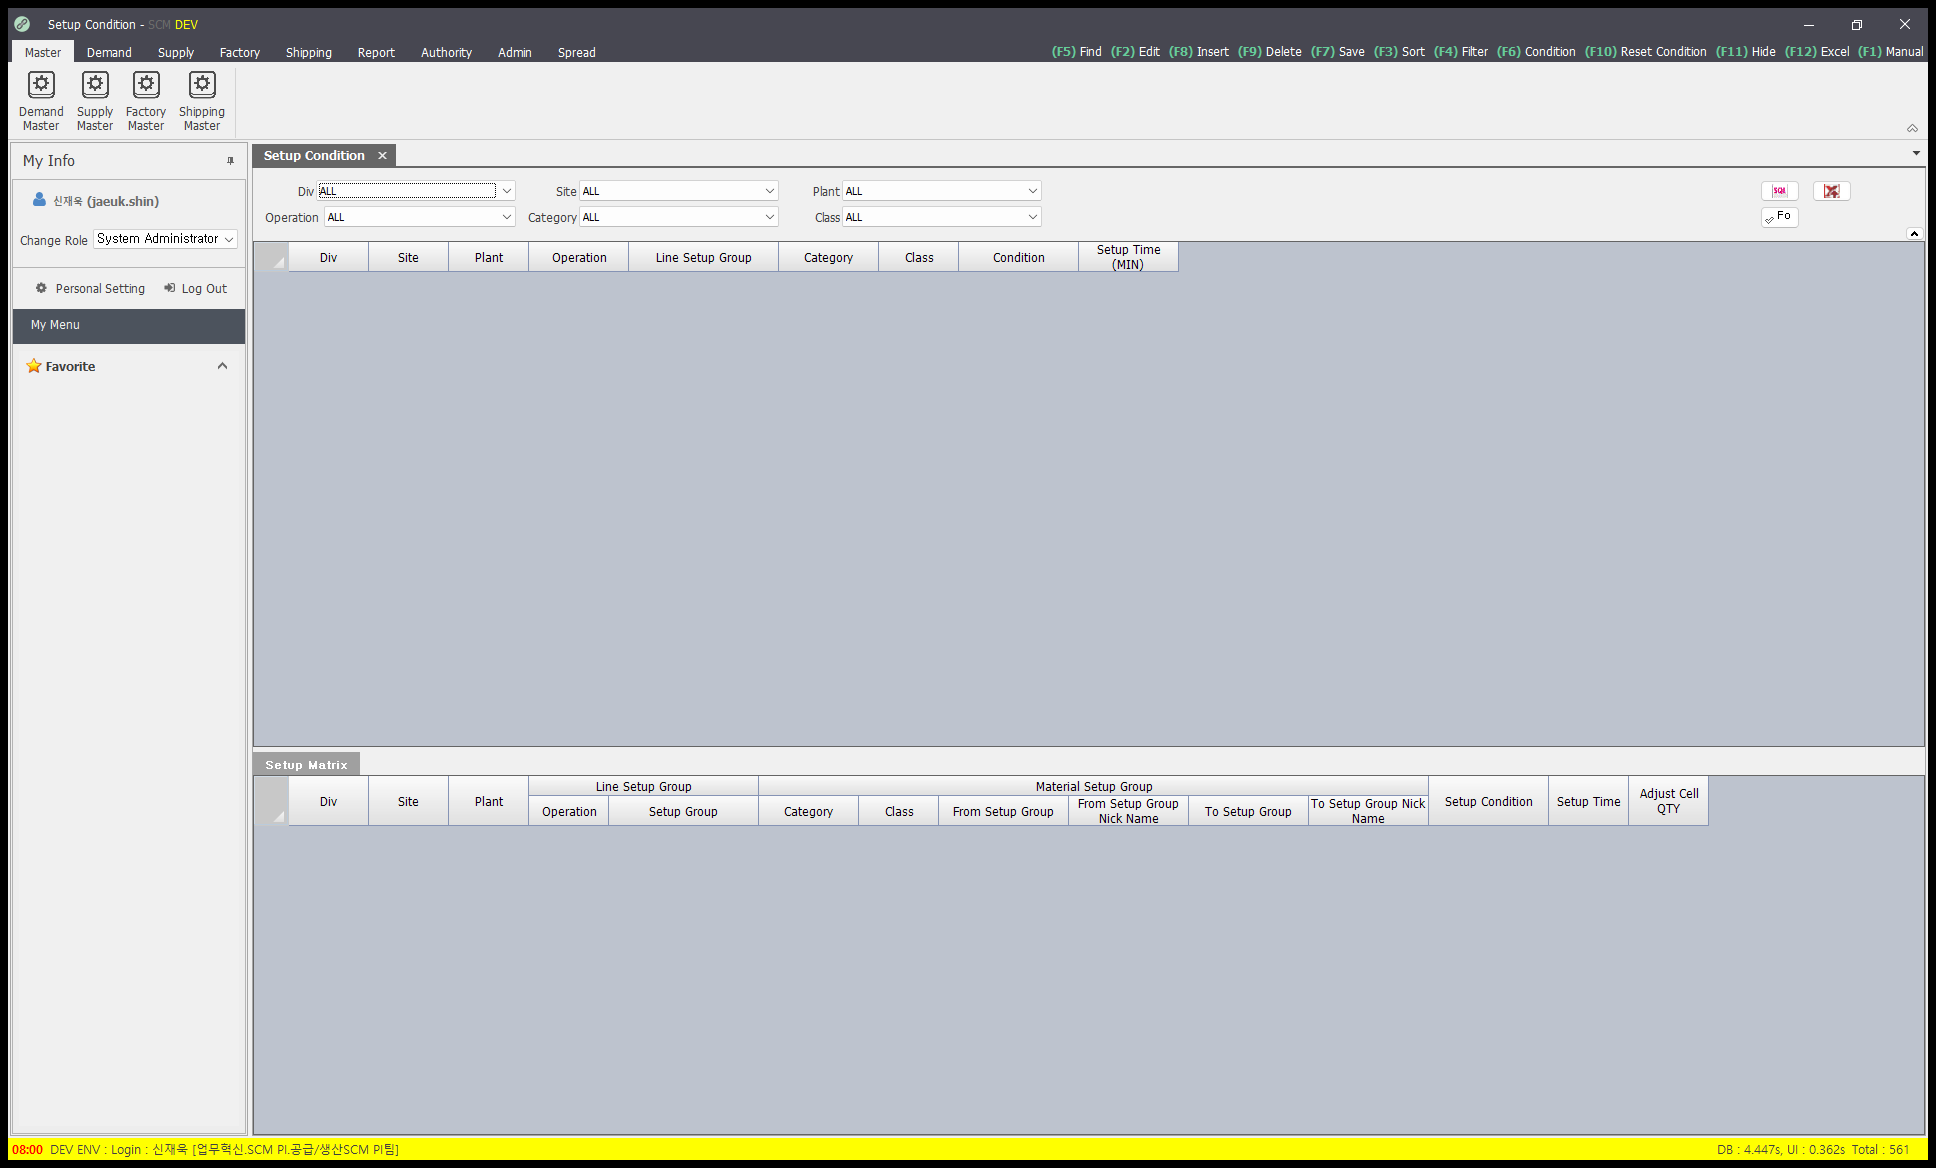 Setup Condition - SCM DEV
Master Demand Supply Factory Shipping Report Authority Admin Spread
(F5) Find (F2) Edit (F8) Insert (F9) Delete (F7) Save (F3) Sort (F4) Filter (F6) Condition (F10) Reset Condition (F11) Hide (F12) Excel (F1) Manual
Demand Master
Supply Master
Factory Master
Shipping Master
My Info
신재욱 (jaeuk.shin)
Change Role System Administrator
Personal Setting Log Out
My Menu
Favorite
Setup Condition
Div ALL Site ALL Plant ALL SQL
Operation ALL Category ALL Class ALL Fo
Div Site Plant Operation Line Setup Group Category Class Condition Setup Time (MIN)
Setup Matrix
Div Site Plant Line Setup Group Material Setup Group Setup Condition Setup Time Adjust Cell QTY
Operation Setup Group Category Class From Setup Group From Setup Group Nick Name To Setup Group To Setup Group Nick Name
08:00 DEV ENV : Login : 신재욱 [업무혁신.SCM PI.공급/생산SCM PI팀]
DB : 4.447s, UI : 0.362s Total : 561